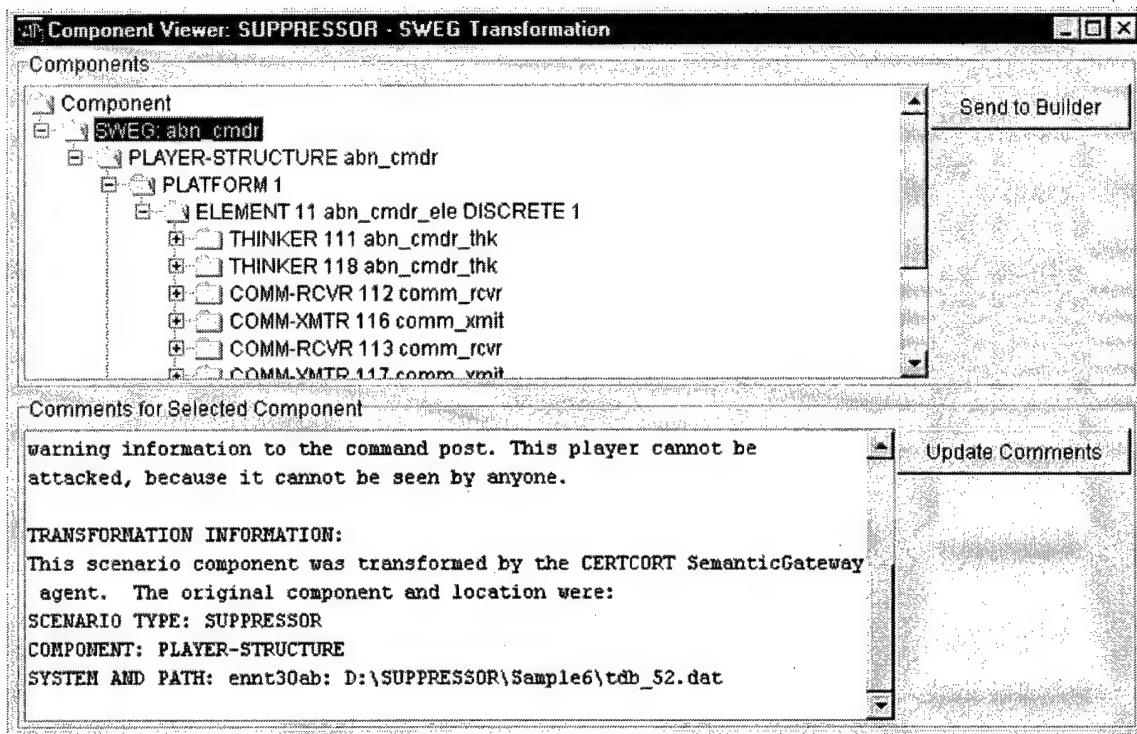 Component Viewer: SUPPRESSOR - SWEG Transformation
Components
Component
SWEG: abn_cmdr
PLAYER-STRUCTURE abn_cmdr
PLATFORM 1
ELEMENT 11 abn_cmdr_ele DISCRETE 1
THINKER 111 abn_cmdr_thk
THINKER 118 abn_cmdr_thk
COMM-RCVR 112 comm_rcvr
COMM-XMTR 116 comm_xmit
COMM-RCVR 113 comm_rcvr
COMM-XMTR 117 comm_xmit
Send to Builder
Comments for Selected Component
warning information to the command post. This player cannot be
attacked, because it cannot be seen by anyone.
TRANSFORMATION INFORMATION:
This scenario component was transformed by the CERTCORT SemanticGateway
agent. The original component and location were:
SCENARIO TYPE: SUPPRESSOR
COMPONENT: PLAYER-STRUCTURE
SYSTEM AND PATH: ennt30ab: D:\SUPPRESSOR\Sample6\tdb_52.dat
Update Comments